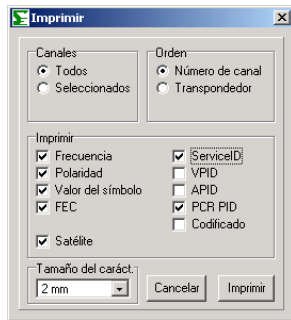 Imprimir
Canales
Todos
Seleccionados
Orden
Número de canal
Transpondedor
Imprimir
Frecuencia
Polaridad
Valor del símbolo
FEC
Satélite
ServiceID
VPID
APID
PCR PID
Codificado
Tamaño del caráct.
2 mm
Cancelar
Imprimir